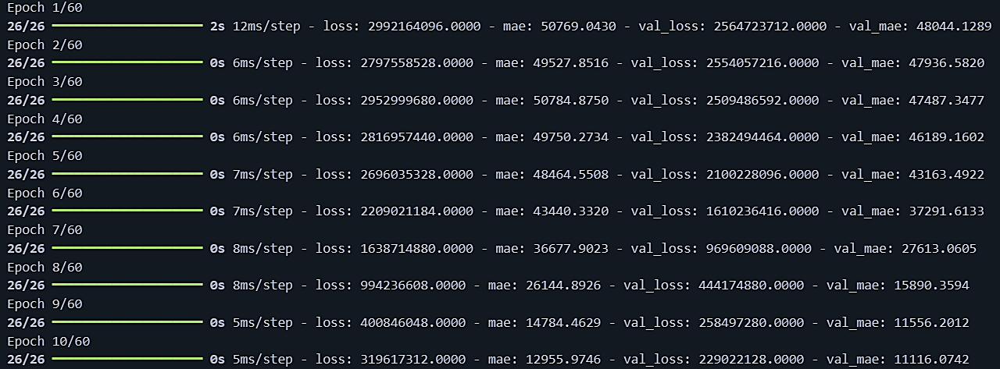 Epoch 1/60
26/26 ━━━━━━━━━━━━━━━━━━━━ 2s 12ms/step - loss: 2992164096.0000 - mae: 50769.0430 - val_loss: 2564723712.0000 - val_mae: 48044.1289
Epoch 2/60
26/26 ━━━━━━━━━━━━━━━━━━━━ 0s 6ms/step - loss: 2797558528.0000 - mae: 49527.8516 - val_loss: 2554057216.0000 - val_mae: 47936.5820
Epoch 3/60
26/26 ━━━━━━━━━━━━━━━━━━━━ 0s 6ms/step - loss: 2952999680.0000 - mae: 50784.8750 - val_loss: 2509486592.0000 - val_mae: 47487.3477
Epoch 4/60
26/26 ━━━━━━━━━━━━━━━━━━━━ 0s 6ms/step - loss: 2816957440.0000 - mae: 49750.2734 - val_loss: 2382494464.0000 - val_mae: 46189.1602
Epoch 5/60
26/26 ━━━━━━━━━━━━━━━━━━━━ 0s 7ms/step - loss: 2696035328.0000 - mae: 48464.5508 - val_loss: 2100228096.0000 - val_mae: 43163.4922
Epoch 6/60
26/26 ━━━━━━━━━━━━━━━━━━━━ 0s 7ms/step - loss: 2209021184.0000 - mae: 43440.3320 - val_loss: 1610236416.0000 - val_mae: 37291.6133
Epoch 7/60
26/26 ━━━━━━━━━━━━━━━━━━━━ 0s 8ms/step - loss: 1638714880.0000 - mae: 36677.9023 - val_loss: 969609088.0000 - val_mae: 27613.0605
Epoch 8/60
26/26 ━━━━━━━━━━━━━━━━━━━━ 0s 8ms/step - loss: 994236608.0000 - mae: 26144.8926 - val_loss: 444174880.0000 - val_mae: 15890.3594
Epoch 9/60
26/26 ━━━━━━━━━━━━━━━━━━━━ 0s 5ms/step - loss: 400846048.0000 - mae: 14784.4629 - val_loss: 258497280.0000 - val_mae: 11556.2012
Epoch 10/60
26/26 ━━━━━━━━━━━━━━━━━━━━ 0s 5ms/step - loss: 319617312.0000 - mae: 12955.9746 - val_loss: 229022128.0000 - val_mae: 11116.0742